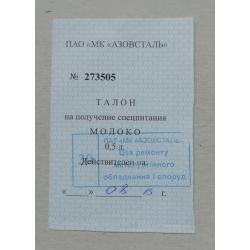 ПАО «МК «АЗОВСТАЛЬ»
№ 273505
ТАЛОН
на получение спецпитания
МОЛОКО
0,5 л.
ПАТ «МК «АЗОВСТАЛЬ»
Цех ремонту
обладнання і споруд
Действителен на
«____» 08 г.